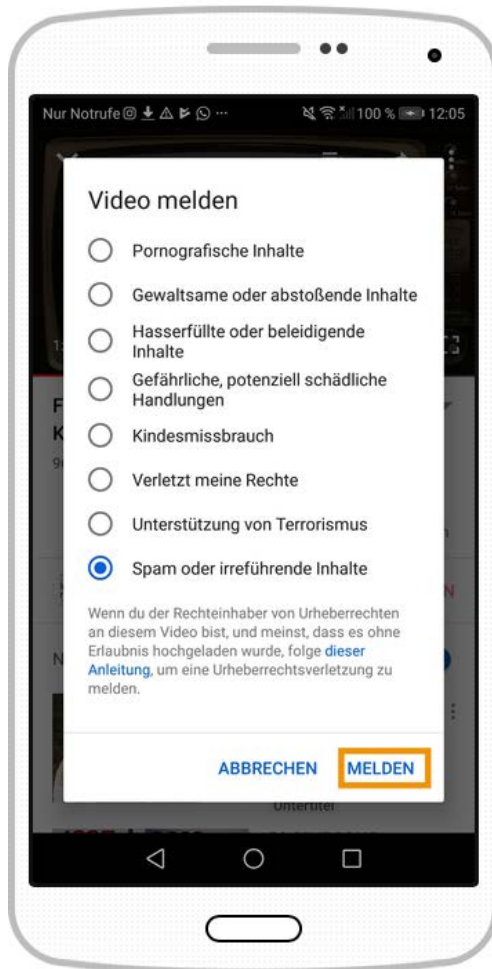 Nur Notrufe ... 100 % 12:05
Video melden
Pornografische Inhalte
Gewaltsame oder abstoßende Inhalte
Hasserfüllte oder beleidigende
Inhalte
Gefährliche, potenziell schädliche
Handlungen
Kindesmissbrauch
Verletzt meine Rechte
Unterstützung von Terrorismus
Spam oder irreführende Inhalte
Wenn du der Rechteinhaber von Urheberrechten
an diesem Video bist, und meinst, dass es ohne
Erlaubnis hochgeladen wurde, folge dieser
Anleitung, um eine Urheberrechtsverletzung zu
melden.
ABBRECHEN MELDEN
Untertitel